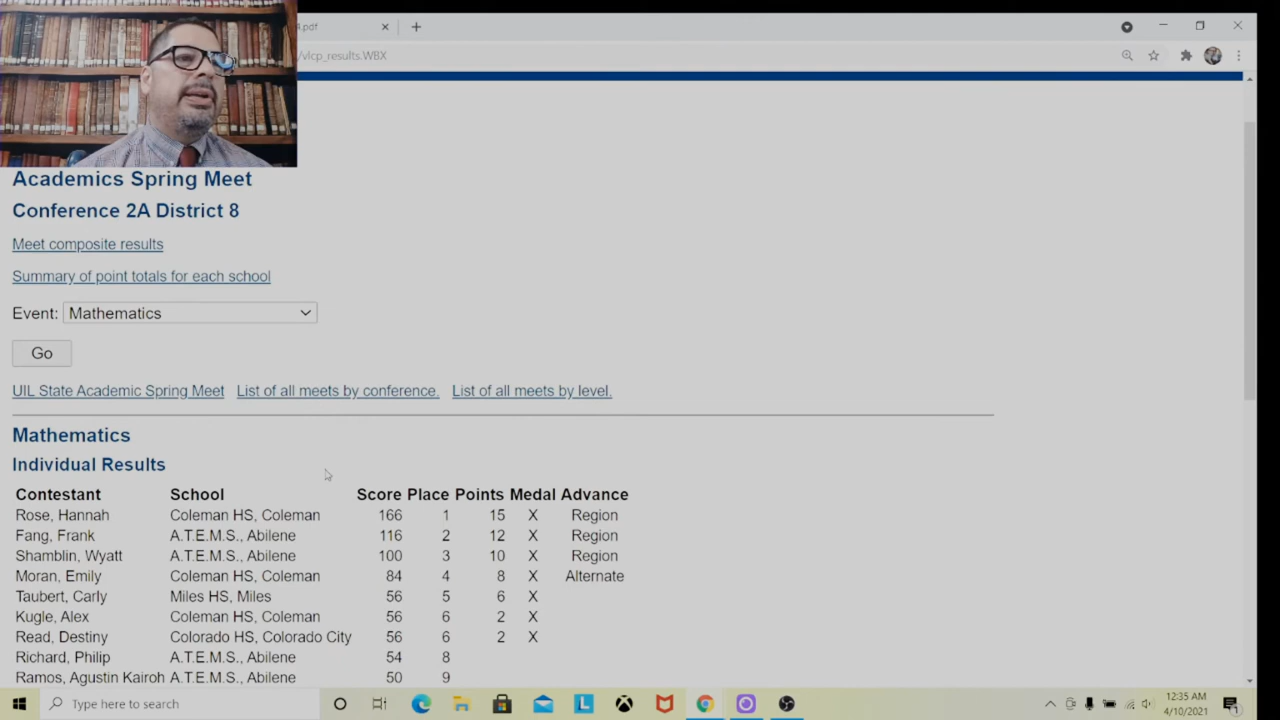 4.pdf
/vlcp_results.WBX
Academics Spring Meet
Conference 2A District 8
Meet composite results
Summary of point totals for each school
Event: Mathematics
Go
UIL State Academic Spring Meet List of all meets by conference. List of all meets by level.
Mathematics
Individual Results
Contestant School Score Place Points Medal Advance
Rose, Hannah Coleman HS, Coleman 166 1 15 X Region
Fang, Frank A.T.E.M.S., Abilene 116 2 12 X Region
Shamblin, Wyatt A.T.E.M.S., Abilene 100 3 10 X Region
Moran, Emily Coleman HS, Coleman 84 4 8 X Alternate
Taubert, Carly Miles HS, Miles 56 5 6 X
Kugle, Alex Coleman HS, Coleman 56 6 2 X
Read, Destiny Colorado HS, Colorado City 56 6 2 X
Richard, Philip A.T.E.M.S., Abilene 54 8
Ramos, Agustin Kairoh A.T.E.M.S., Abilene 50 9
Type here to search
12:35 AM
4/10/2021